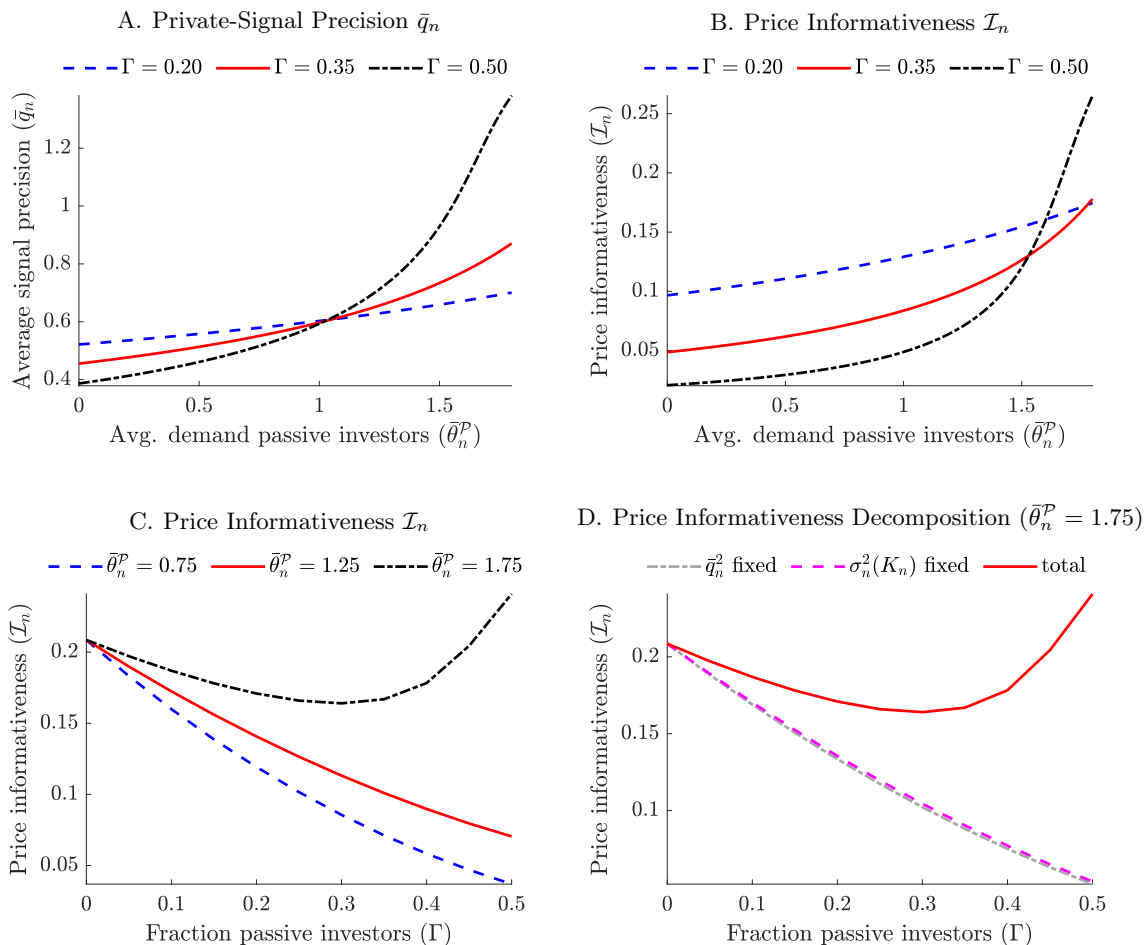 A. Private-Signal Precision q̄ₙ
Γ = 0.20 Γ = 0.35 Γ = 0.50
Average signal precision (q̄ₙ)
1.2
1
0.8
0.6
0.4
0 0.5 1 1.5
Avg. demand passive investors (θ̄ₙᴾ)
B. Price Informativeness ℐₙ
Γ = 0.20 Γ = 0.35 Γ = 0.50
Price informativeness (ℐₙ)
0.25
0.2
0.15
0.1
0.05
0 0.5 1 1.5
Avg. demand passive investors (θ̄ₙᴾ)
C. Price Informativeness ℐₙ
θ̄ₙᴾ = 0.75 θ̄ₙᴾ = 1.25 θ̄ₙᴾ = 1.75
Price informativeness (ℐₙ)
0.2
0.15
0.1
0.05
0 0.1 0.2 0.3 0.4 0.5
Fraction passive investors (Γ)
D. Price Informativeness Decomposition (θ̄ₙᴾ = 1.75)
q̄ₙ² fixed σₙ²(Kₙ) fixed total
Price informativeness (ℐₙ)
0.2
0.15
0.1
0 0.1 0.2 0.3 0.4 0.5
Fraction passive investors (Γ)